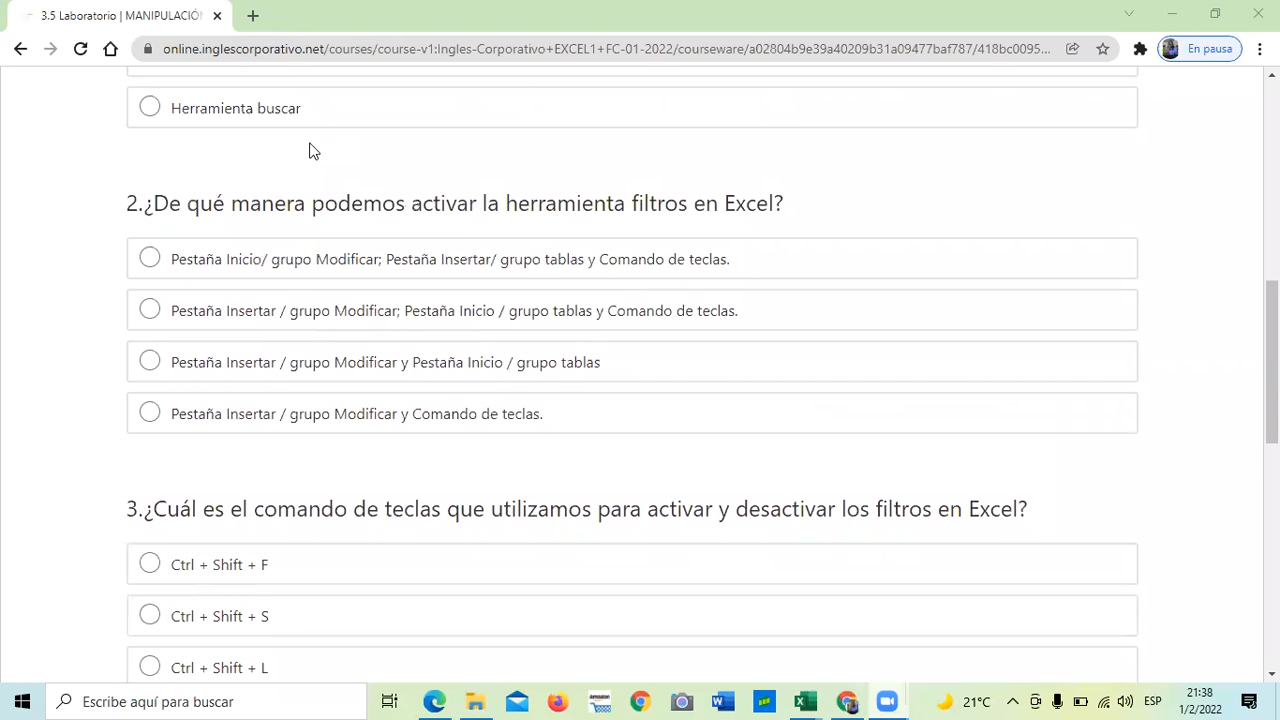 3.5 Laboratorio | MANIPULACIÓN
online.inglescorporativo.net/courses/course-v1:Ingles-Corporativo+EXCEL1+FC-01-2022/courseware/a02804b9e39a40209b31a09477baf787/418bc0095...
En pausa
Herramienta buscar
2.¿De qué manera podemos activar la herramienta filtros en Excel?
Pestaña Inicio/ grupo Modificar; Pestaña Insertar/ grupo tablas y Comando de teclas.
Pestaña Insertar / grupo Modificar; Pestaña Inicio / grupo tablas y Comando de teclas.
Pestaña Insertar / grupo Modificar y Pestaña Inicio / grupo tablas
Pestaña Insertar / grupo Modificar y Comando de teclas.
3.¿Cuál es el comando de teclas que utilizamos para activar y desactivar los filtros en Excel?
Ctrl + Shift + F
Ctrl + Shift + S
Ctrl + Shift + L
Escribe aquí para buscar
21°C
ESP
21:38
1/2/2022